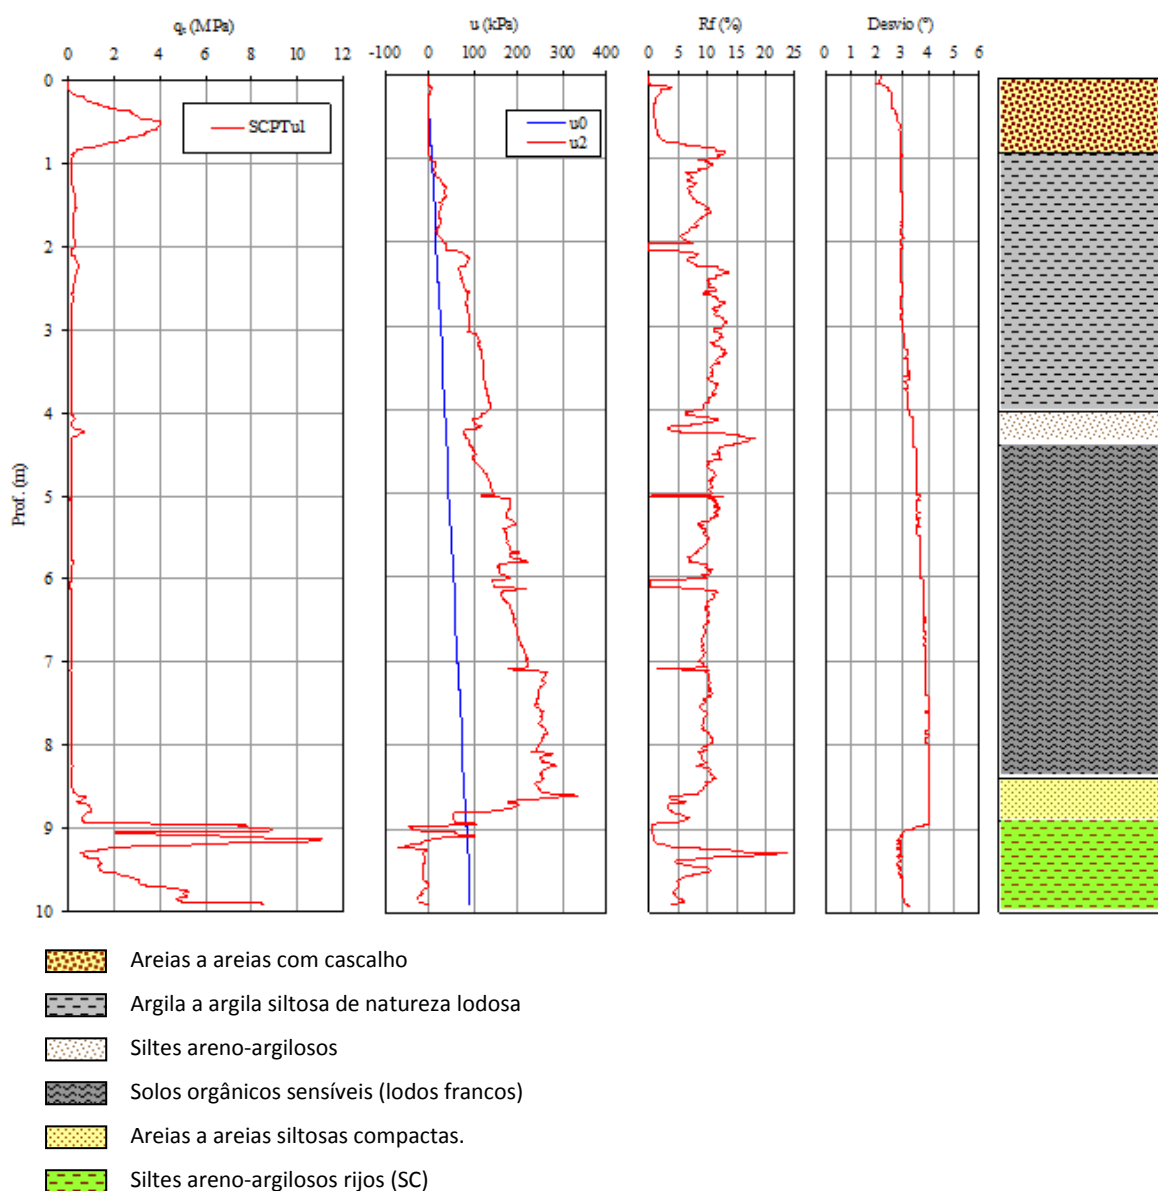 qt (MPa)
0 2 4 6 8 10 12
u (kPa)
-100 0 100 200 300 400
Rf (%)
0 5 10 15 20 25
Desvio (º)
0 1 2 3 4 5 6
Prof. (m)
0
1
2
3
4
5
6
7
8
9
10
SCPTu1
u0
u2
Areias a areias com cascalho
Argila a argila siltosa de natureza lodosa
Siltes areno-argilosos
Solos orgânicos sensíveis (lodos francos)
Areias a areias siltosas compactas.
Siltes areno-argilosos rijos (SC)